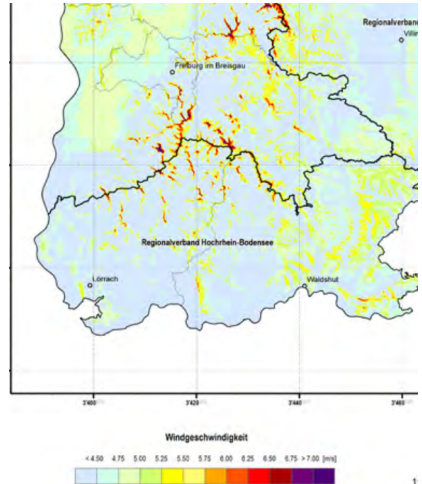 Regionalverband
Villin
Freiburg im Breisgau
Regionalverband Hochrhein-Bodensee
Lörrach
Waldshut
3'400 3'420 3'440 3'460
Windgeschwindigkeit
< 4.50 4.75 5.00 5.25 5.50 5.75 6.00 6.25 6.50 6.75 > 7.00 [m/s]
1